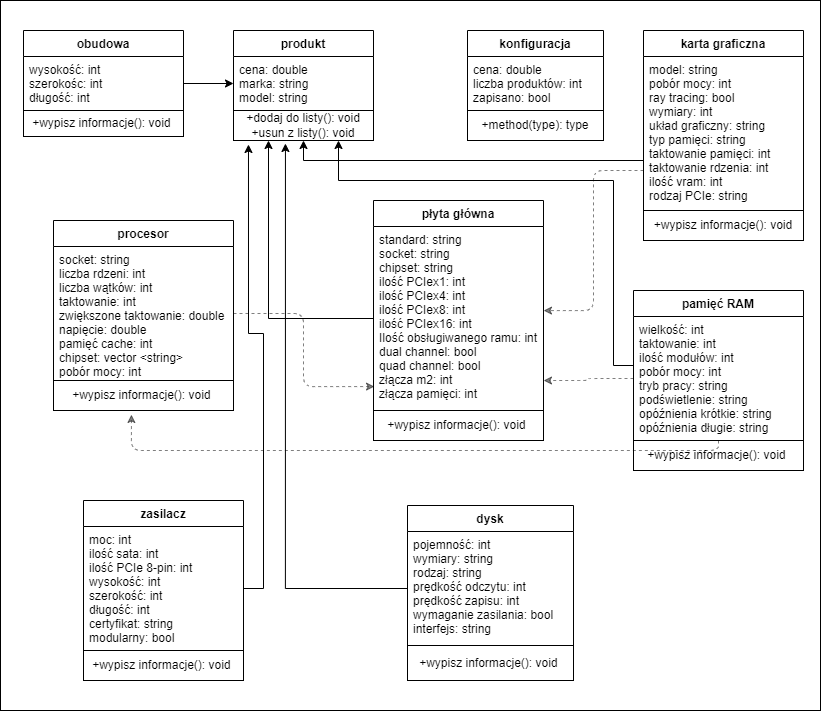 obudowa
wysokość: int
szerokośc: int
długość: int
+wypisz informacje(): void
produkt
cena: double
marka: string
model: string
+dodaj do listy(): void
+usun z listy(): void
konfiguracja
cena: double
liczba produktów: int
zapisano: bool
+method(type): type
karta graficzna
model: string
pobór mocy: int
ray tracing: bool
wymiary: int
układ graficzny: string
typ pamięci: string
taktowanie pamięci: int
taktowanie rdzenia: int
ilość vram: int
rodzaj PCIe: string
+wypisz informacje(): void
procesor
socket: string
liczba rdzeni: int
liczba wątków: int
taktowanie: int
zwiększone taktowanie: double
napięcie: double
pamięć cache: int
chipset: vector <string>
pobór mocy: int
+wypisz informacje(): void
płyta główna
standard: string
socket: string
chipset: string
ilość PCIex1: int
ilość PCIex4: int
ilość PCIex8: int
ilość PCIex16: int
Ilość obsługiwanego ramu: int
dual channel: bool
quad channel: bool
złącza m2: int
złącza pamięci: int
+wypisz informacje(): void
pamięć RAM
wielkość: int
taktowanie: int
ilość modułów: int
pobór mocy: int
tryb pracy: string
podświetlenie: string
opóźnienia krótkie: string
opóźnienia długie: string
+wypisz informacje(): void
zasilacz
moc: int
ilość sata: int
ilość PCIe 8-pin: int
wysokość: int
szerokość: int
długość: int
certyfikat: string
modularny: bool
+wypisz informacje(): void
dysk
pojemność: int
wymiary: string
rodzaj: string
prędkość odczytu: int
prędkość zapisu: int
wymaganie zasilania: bool
interfejs: string
+wypisz informacje(): void